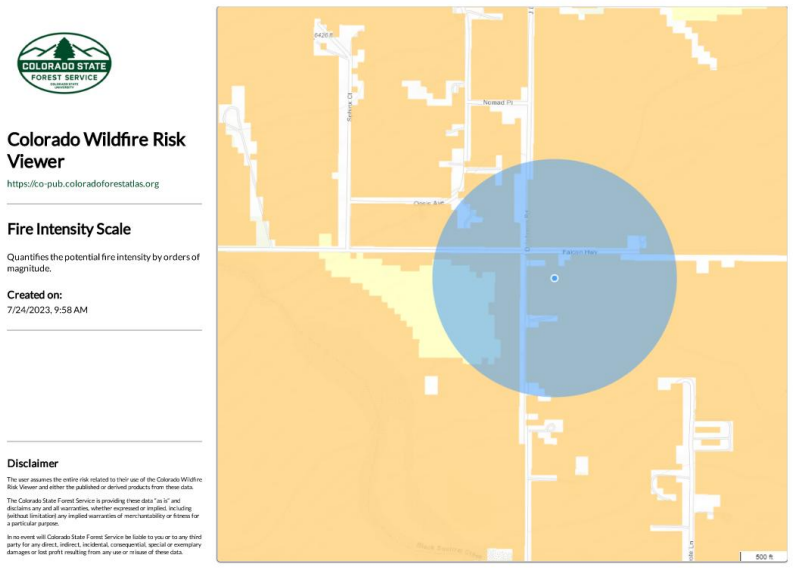 COLORADO STATE
FOREST SERVICE
COLORADO STATE
UNIVERSITY
Colorado Wildfire Risk
Viewer
https://co-pub.coloradoforestatlas.org
Fire Intensity Scale
Quantifies the potential fire intensity by orders of
magnitude.
Created on:
7/24/2023, 9:58 AM
Disclaimer
The user assumes the entire risk related to their use of the Colorado Wildfire
Risk Viewer and either the published or derived products from these data.
The Colorado State Forest Service is providing these data "as is" and
disclaims any and all warranties, whether expressed or implied, including
(without limitation) any implied warranties of merchantability or fitness for
a particular purpose.
In no event will Colorado State Forest Service be liable to you or to any third
party for any direct, indirect, incidental, consequential, special or exemplary
damages or lost profit resulting from any use or misuse of these data.
Nomad Pt
Falcon Hwy
500 ft